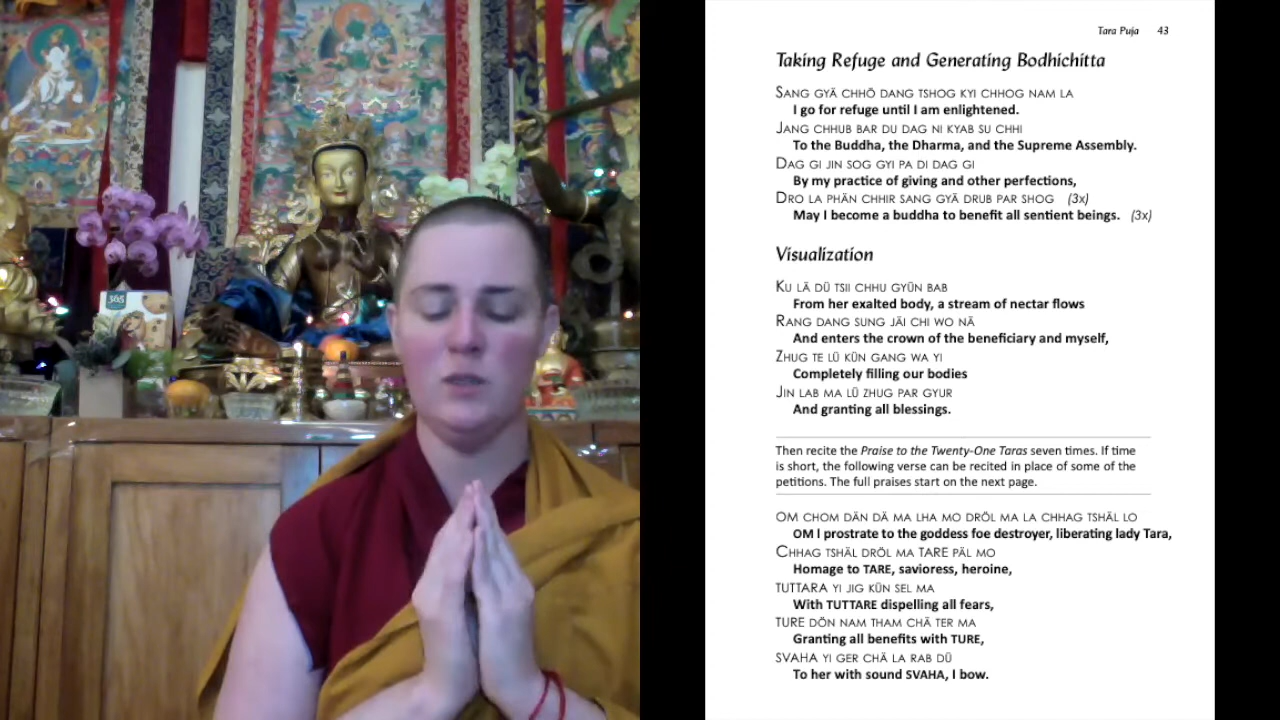 Tara Puja 43
Taking Refuge and Generating Bodhichitta
SANG GYÄ CHHÖ DANG TSHOG KYI CHHOG NAM LA
I go for refuge until I am enlightened.
JANG CHHUB BAR DU DAG NI KYAB SU CHHI
To the Buddha, the Dharma, and the Supreme Assembly.
DAG GI JIN SOG GYI PA DI DAG GI
By my practice of giving and other perfections,
DRO LA PHÄN CHHIR SANG GYÄ DRUB PAR SHOG (3x)
May I become a buddha to benefit all sentient beings. (3x)
Visualization
KU LÄ DÜ TSII CHHU GYÜN BAB
From her exalted body, a stream of nectar flows
RANG DANG SUNG JÄI CHI WO NÄ
And enters the crown of the beneficiary and myself,
ZHUG TE LÜ KÜN GANG WA YI
Completely filling our bodies
JIN LAB MA LÜ ZHUG PAR GYUR
And granting all blessings.
Then recite the Praise to the Twenty-One Taras seven times. If time
is short, the following verse can be recited in place of some of the
petitions. The full praises start on the next page.
OM CHOM DÄN DÄ MA LHA MO DRÖL MA LA CHHAG TSHÄL LO
OM I prostrate to the goddess foe destroyer, liberating lady Tara,
CHHAG TSHÄL DRÖL MA TARE PÄL MO
Homage to TARE, savioress, heroine,
TUTTARA YI JIG KÜN SEL MA
With TUTTARE dispelling all fears,
TURE DÖN NAM THAM CHÄ TER MA
Granting all benefits with TURE,
SVAHA YI GER CHÄ LA RAB DÜ
To her with sound SVAHA, I bow.
365